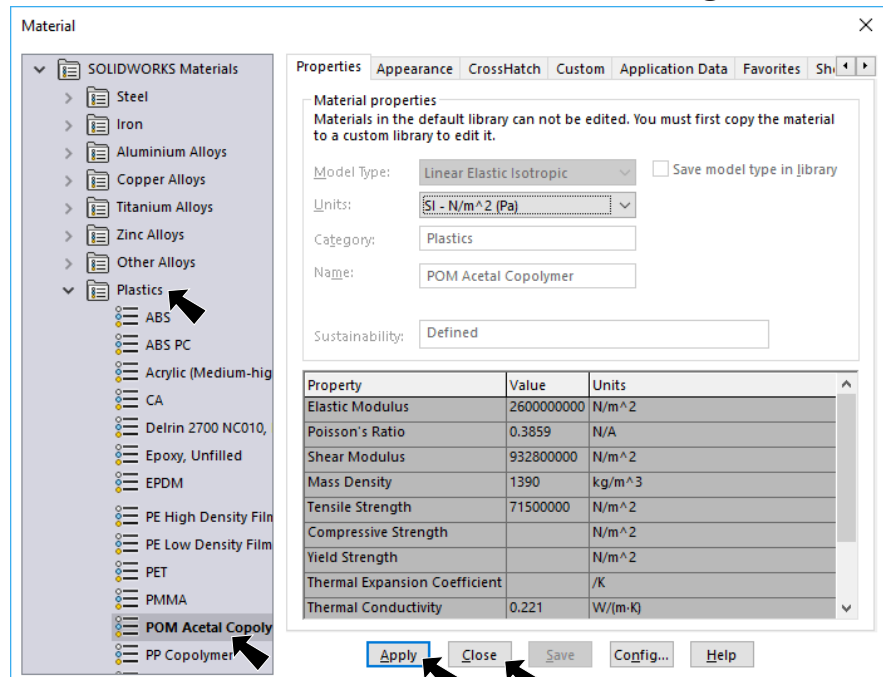 Material
SOLIDWORKS Materials
Steel
Iron
Aluminium Alloys
Copper Alloys
Titanium Alloys
Zinc Alloys
Other Alloys
Plastics
ABS
ABS PC
Acrylic (Medium-hig
CA
Delrin 2700 NC010,
Epoxy, Unfilled
EPDM
PE High Density Film
PE Low Density Film
PET
PMMA
POM Acetal Copoly
PP Copolymer
Properties Appearance CrossHatch Custom Application Data Favorites She
Material properties
Materials in the default library can not be edited. You must first copy the material
to a custom library to edit it.
Model Type: Linear Elastic Isotropic Save model type in library
Units: SI - N/m^2 (Pa)
Category: Plastics
Name: POM Acetal Copolymer
Sustainability: Defined
Property Value Units
Elastic Modulus 2600000000 N/m^2
Poisson's Ratio 0.3859 N/A
Shear Modulus 932800000 N/m^2
Mass Density 1390 kg/m^3
Tensile Strength 71500000 N/m^2
Compressive Strength N/m^2
Yield Strength N/m^2
Thermal Expansion Coefficient /K
Thermal Conductivity 0.221 W/(m·K)
Apply Close Save Config... Help